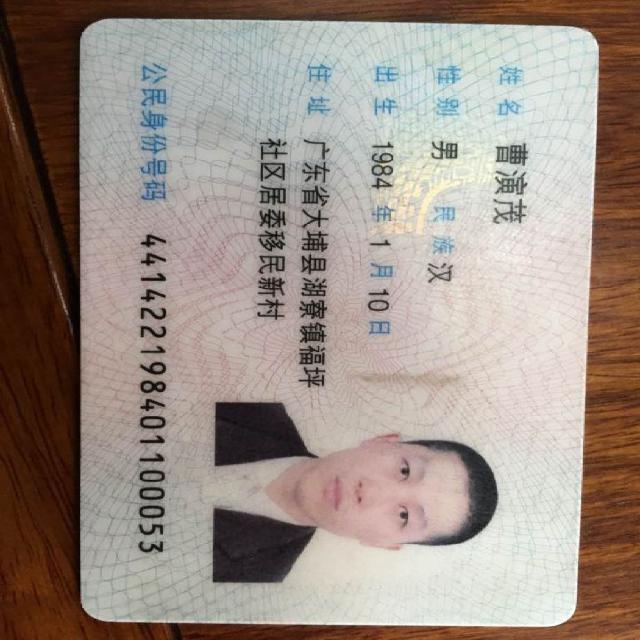 姓名 曹演茂
性别 男 民族 汉
出生 1984 年 1 月 10 日
住址 广东省大埔县湖寮镇福坪
社区居委移民新村
公民身份号码 441422198401100053